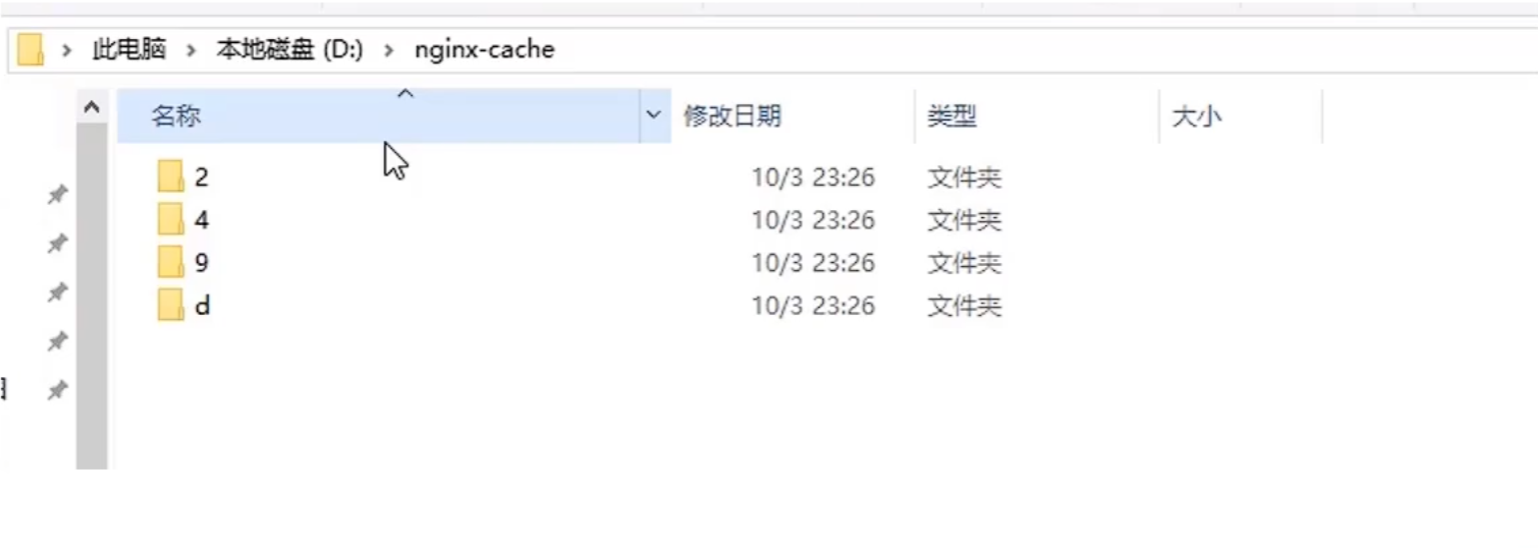 此电脑 > 本地磁盘 (D:) > nginx-cache
名称 修改日期 类型 大小
2 10/3 23:26 文件夹
4 10/3 23:26 文件夹
9 10/3 23:26 文件夹
d 10/3 23:26 文件夹